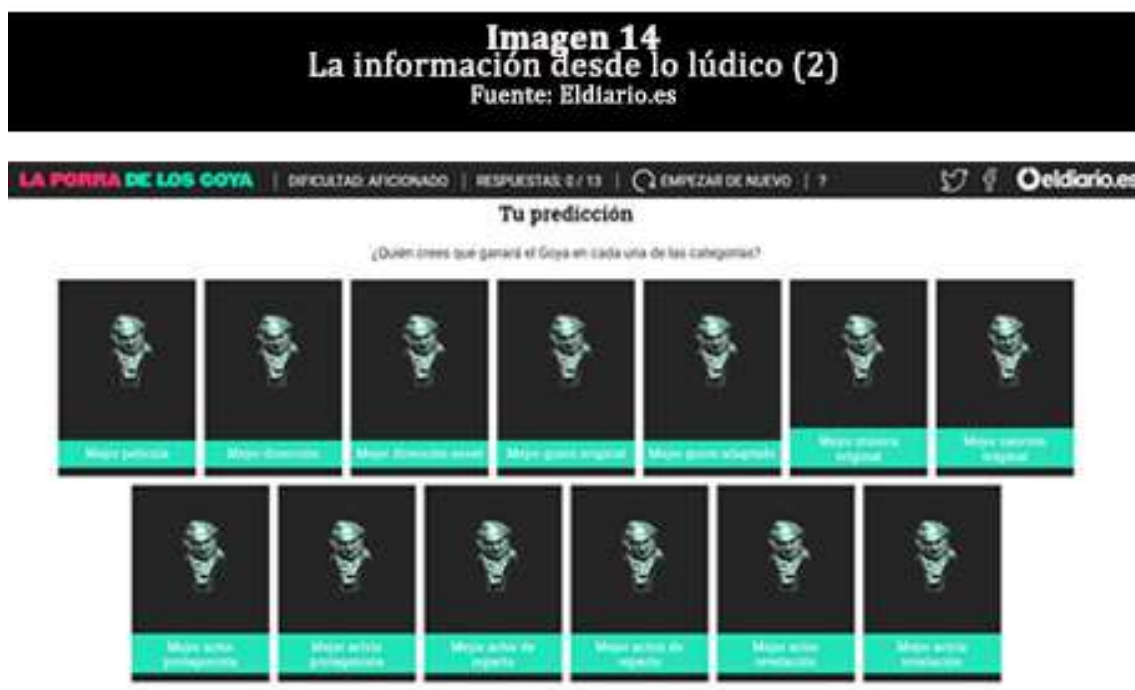 Imagen 14
La información desde lo lúdico (2)
Fuente: Eldiario.es
LA PORRA DE LOS GOYA | DIFICULTAD: AFICIONADO | RESPUESTAS: 0 / 13 | EMPEZAR DE NUEVO | ?
eldiario.es
Tu predicción
¿Quién crees que ganará el Goya en cada una de las categorías?
Mejor película
Mejor dirección
Mejor dirección novel
Mejor guion original
Mejor guion adaptado
Mejor música
original
Mejor canción
original
Mejor actor
protagonista
Mejor actriz
protagonista
Mejor actor de
reparto
Mejor actriz de
reparto
Mejor actor
revelación
Mejor actriz
revelación